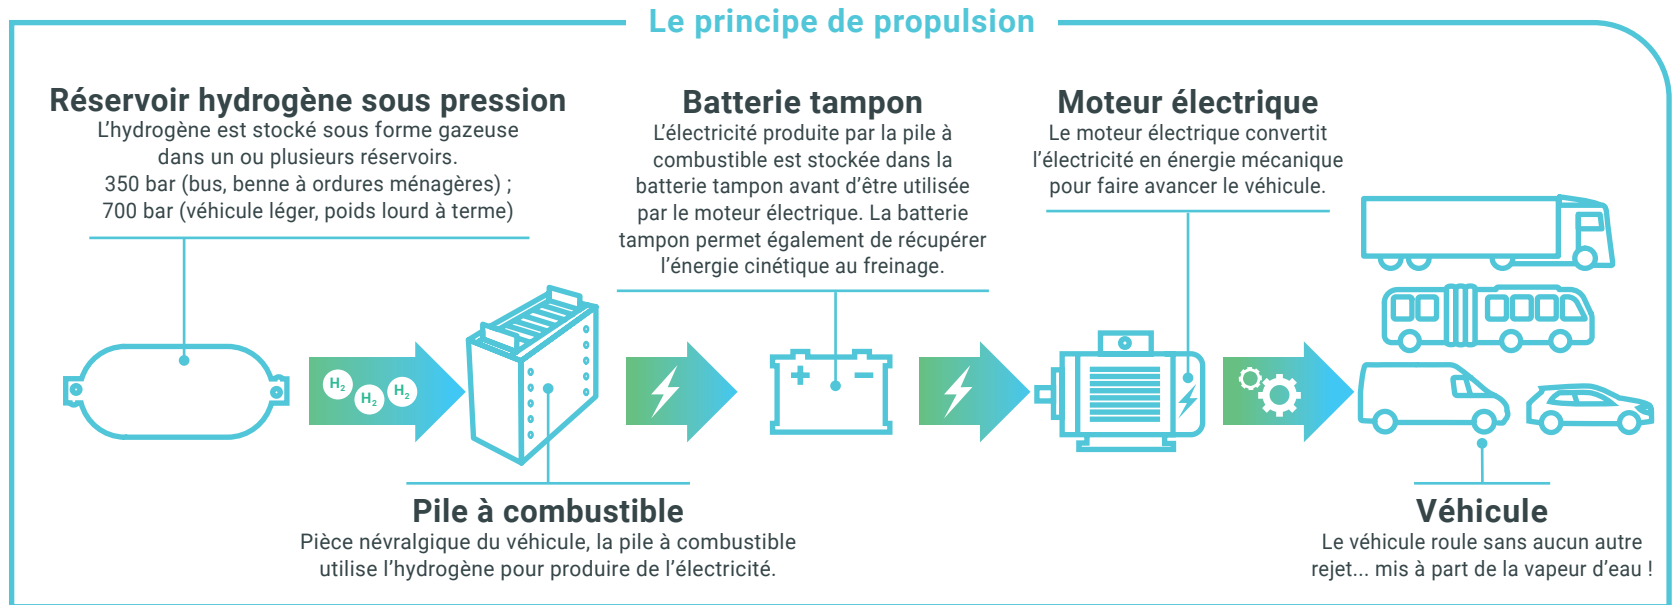 Le principe de propulsion
Réservoir hydrogène sous pression
L’hydrogène est stocké sous forme gazeuse
dans un ou plusieurs réservoirs.
350 bar (bus, benne à ordures ménagères) ;
700 bar (véhicule léger, poids lourd à terme)
Batterie tampon
L’électricité produite par la pile à
combustible est stockée dans la
batterie tampon avant d’être utilisée
par le moteur électrique. La batterie
tampon permet également de récupérer
l’énergie cinétique au freinage.
Moteur électrique
Le moteur électrique convertit
l’électricité en énergie mécanique
pour faire avancer le véhicule.
H₂
H₂
H₂
+ −
Pile à combustible
Pièce névralgique du véhicule, la pile à combustible
utilise l’hydrogène pour produire de l’électricité.
Véhicule
Le véhicule roule sans aucun autre
rejet... mis à part de la vapeur d’eau !